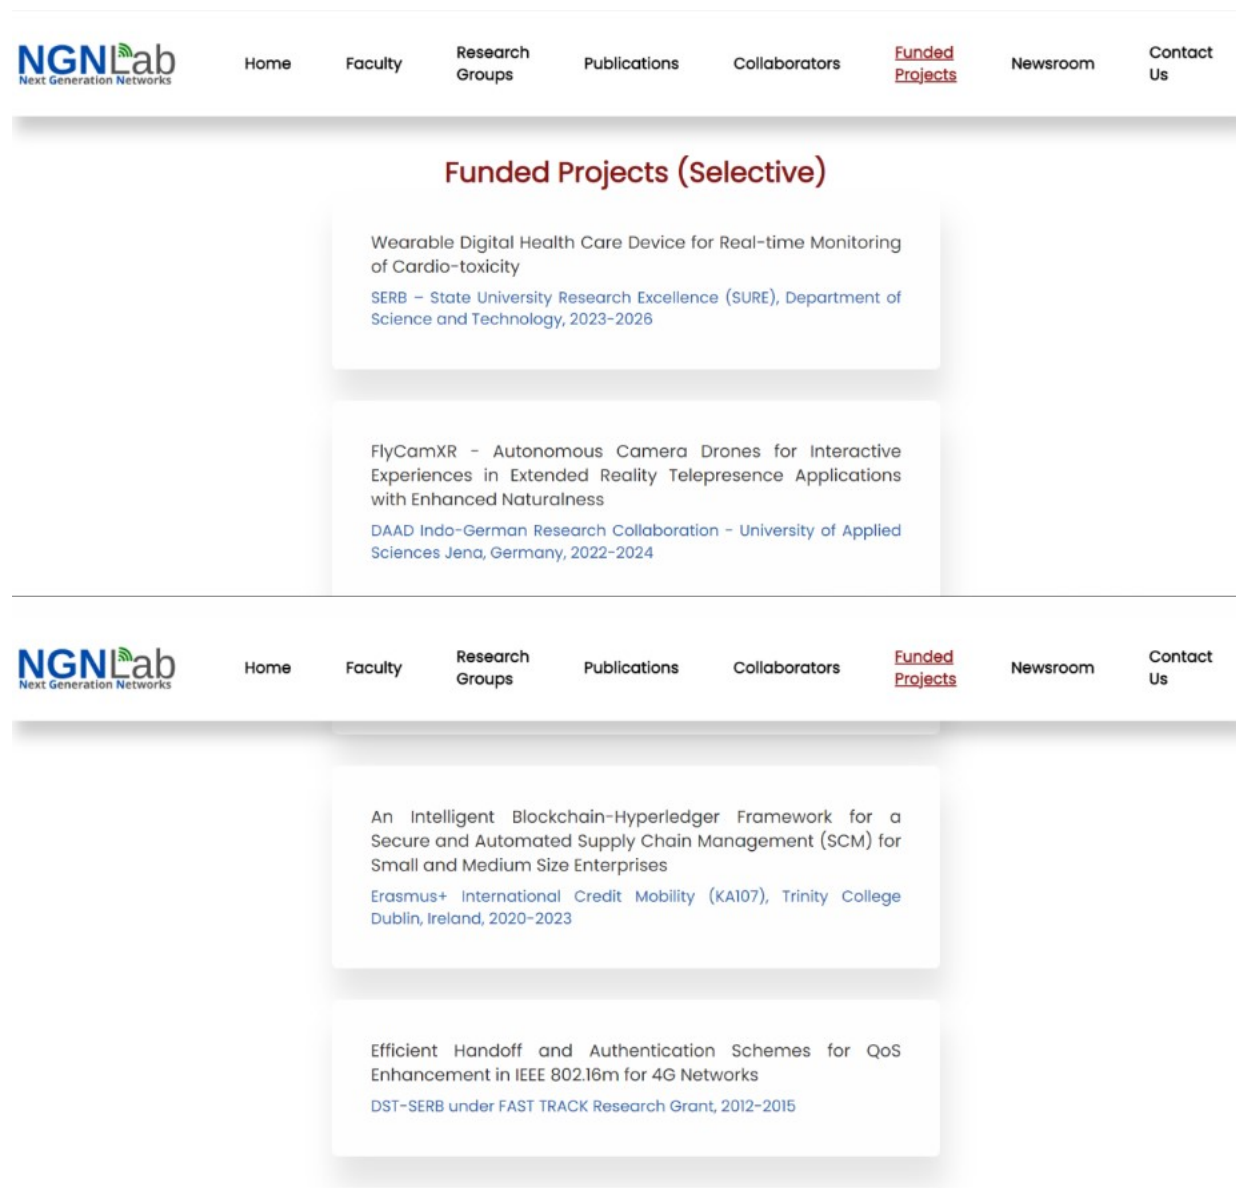 NGNLab
Next Generation Networks
Home
Faculty
Research
Groups
Publications
Collaborators
Funded
Projects
Newsroom
Contact
Us
Funded Projects (Selective)
Wearable Digital Health Care Device for Real-time Monitoring
of Cardio-toxicity
SERB – State University Research Excellence (SURE), Department of
Science and Technology, 2023-2026
FlyCamXR - Autonomous Camera Drones for Interactive
Experiences in Extended Reality Telepresence Applications
with Enhanced Naturalness
DAAD Indo-German Research Collaboration - University of Applied
Sciences Jena, Germany, 2022-2024
NGNLab
Next Generation Networks
Home
Faculty
Research
Groups
Publications
Collaborators
Funded
Projects
Newsroom
Contact
Us
An Intelligent Blockchain-Hyperledger Framework for a
Secure and Automated Supply Chain Management (SCM) for
Small and Medium Size Enterprises
Erasmus+ International Credit Mobility (KA107), Trinity College
Dublin, Ireland, 2020-2023
Efficient Handoff and Authentication Schemes for QoS
Enhancement in IEEE 802.16m for 4G Networks
DST-SERB under FAST TRACK Research Grant, 2012-2015